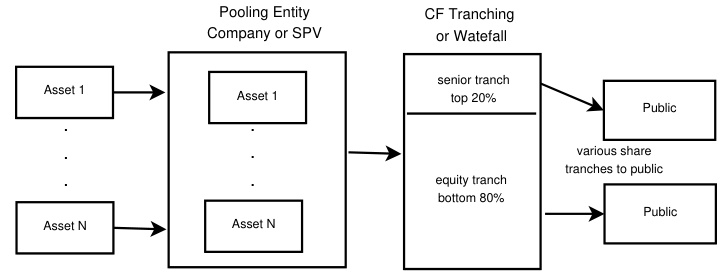 Pooling Entity
Company or SPV
CF Tranching
or Watefall
Asset 1
Asset 1
senior tranch
top 20%
Public
various share
tranches to public
equity tranch
bottom 80%
Asset N
Asset N
Public